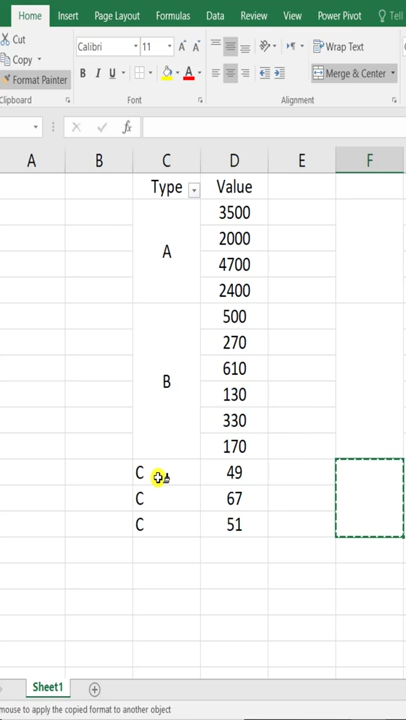 Home Insert Page Layout Formulas Data Review View Power Pivot Tell
Cut
Copy
Format Painter
Clipboard
Calibri 11 A A
B I U A
Font
Wrap Text
Merge & Center
Alignment
fx
A B C D E F
Type Value
3500
2000
A
4700
2400
500
270
610
B
130
330
170
C 49
C 67
C 51
Sheet1
mouse to apply the copied format to another object